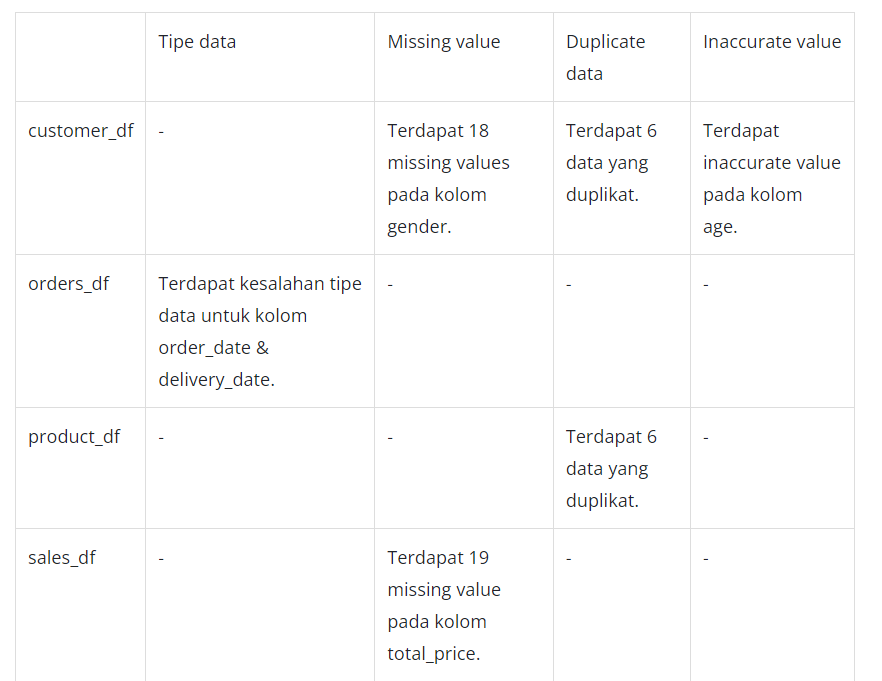 Tipe data
Missing value
Duplicate
data
Inaccurate value
customer_df
-
Terdapat 18
missing values
pada kolom
gender.
Terdapat 6
data yang
duplikat.
Terdapat
inaccurate value
pada kolom
age.
orders_df
Terdapat kesalahan tipe
data untuk kolom
order_date &
delivery_date.
-
-
-
product_df
-
-
Terdapat 6
data yang
duplikat.
-
sales_df
-
Terdapat 19
missing value
pada kolom
total_price.
-
-